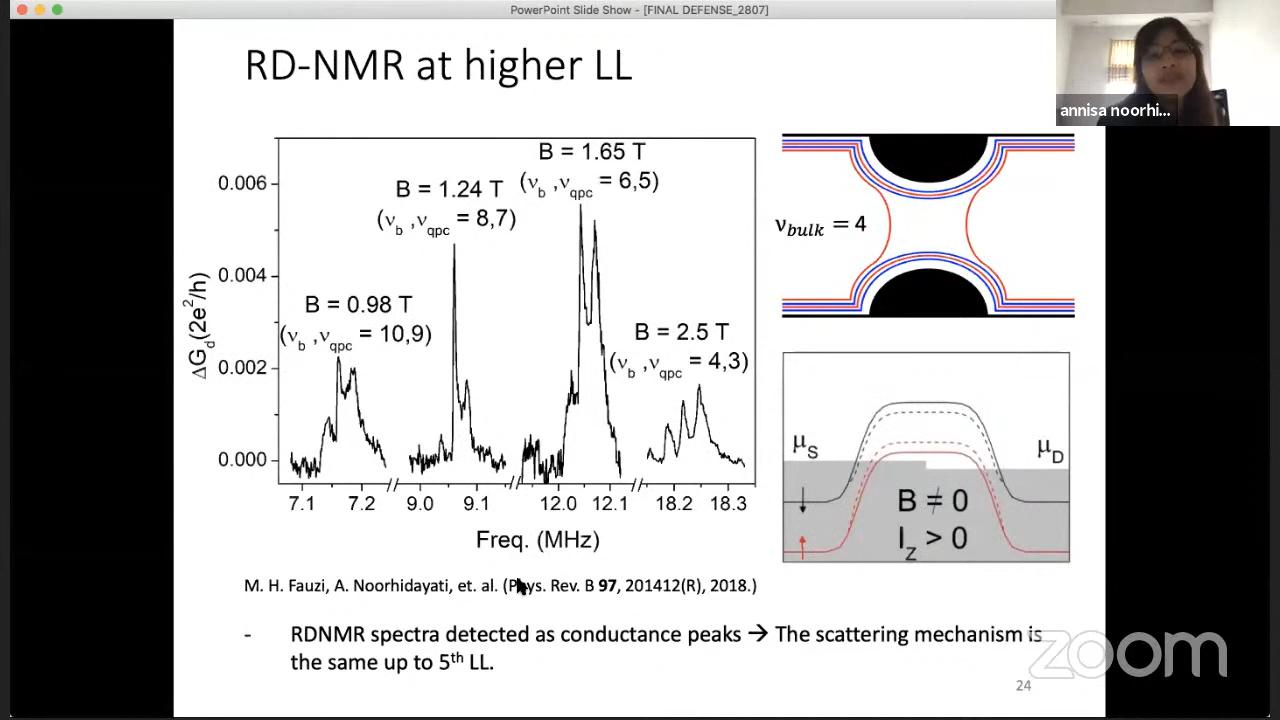 PowerPoint Slide Show - [FINAL DEFENSE_2807]
annisa noorhi...
RD-NMR at higher LL
B = 1.65 T
(νb ,νqpc = 6,5)
B = 1.24 T
(νb ,νqpc = 8,7)
B = 0.98 T
(νb ,νqpc = 10,9)
B = 2.5 T
(νb ,νqpc = 4,3)
ΔGd(2e²/h)
0.006
0.004
0.002
0.000
7.1 7.2 9.0 9.1 12.0 12.1 18.2 18.3
Freq. (MHz)
νbulk = 4
μS
μD
B ≠ 0
Iz > 0
M. H. Fauzi, A. Noorhidayati, et. al. (Phys. Rev. B 97, 201412(R), 2018.)
- RDNMR spectra detected as conductance peaks → The scattering mechanism is
the same up to 5th LL.
zoom
24